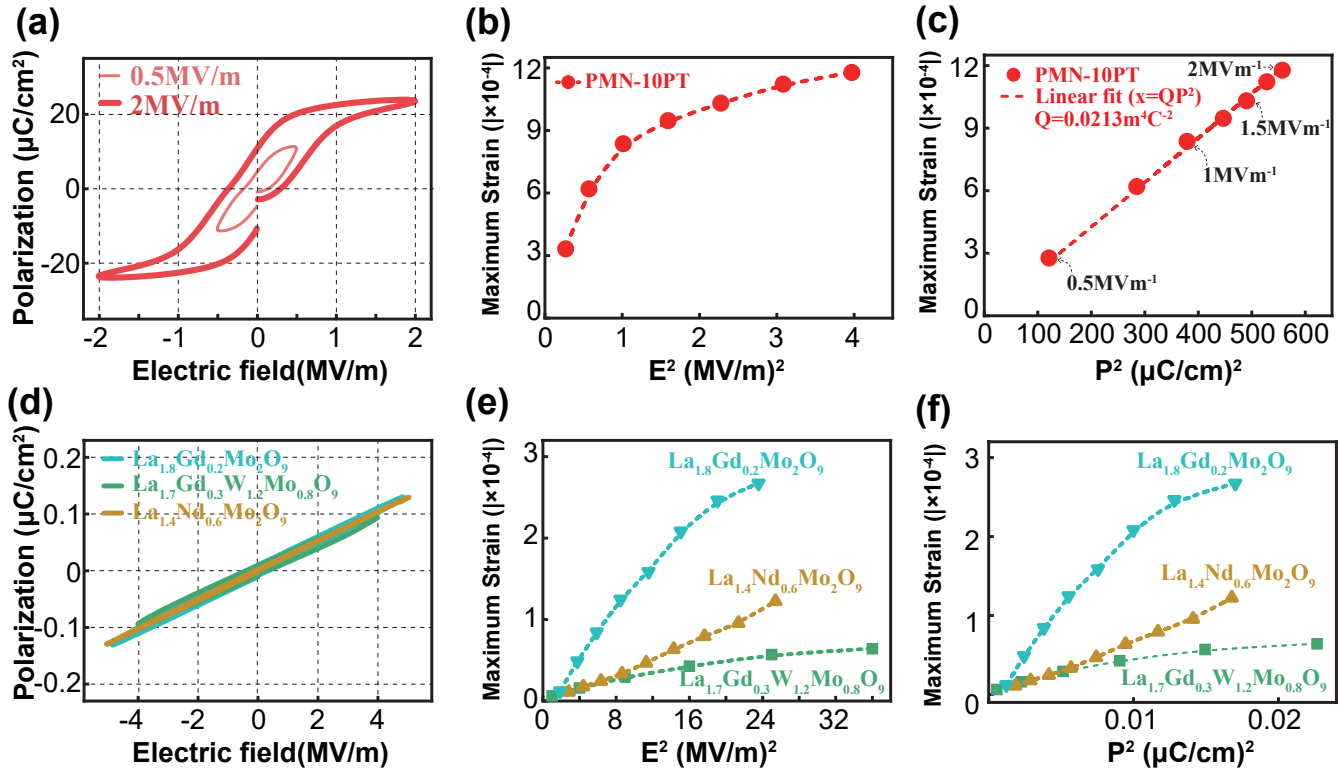 (a)
Polarization (μC/cm²)
20
0
-20
0.5MV/m
2MV/m
-2 -1 0 1 2
Electric field(MV/m)
(b)
Maximum Strain (|×10⁻⁴|)
12
9
6
3
0
PMN-10PT
0 1 2 3 4
E² (MV/m)²
(c)
Maximum Strain (|×10⁻⁴|)
12
9
6
3
0
PMN-10PT
Linear fit (x=QP²)
Q=0.0213m⁴C⁻²
2MVm⁻¹
1.5MVm⁻¹
1MVm⁻¹
0.5MVm⁻¹
0 100 200 300 400 500 600
P² (μC/cm)²
(d)
Polarization (μC/cm²)
0.2
0.1
0
-0.1
-0.2
La₁.₈Gd₀.₂Mo₂O₉
La₁.₇Gd₀.₃W₁.₂Mo₀.₈O₉
La₁.₄Nd₀.₆Mo₂O₉
-4 -2 0 2 4
Electric field(MV/m)
(e)
Maximum Strain (|×10⁻⁴|)
3
2
1
0
La₁.₈Gd₀.₂Mo₂O₉
La₁.₄Nd₀.₆Mo₂O₉
La₁.₇Gd₀.₃W₁.₂Mo₀.₈O₉
0 8 16 24 32
E² (MV/m)²
(f)
Maximum Strain (|×10⁻⁴|)
3
2
1
0
La₁.₈Gd₀.₂Mo₂O₉
La₁.₄Nd₀.₆Mo₂O₉
La₁.₇Gd₀.₃W₁.₂Mo₀.₈O₉
0.01 0.02
P² (μC/cm)²